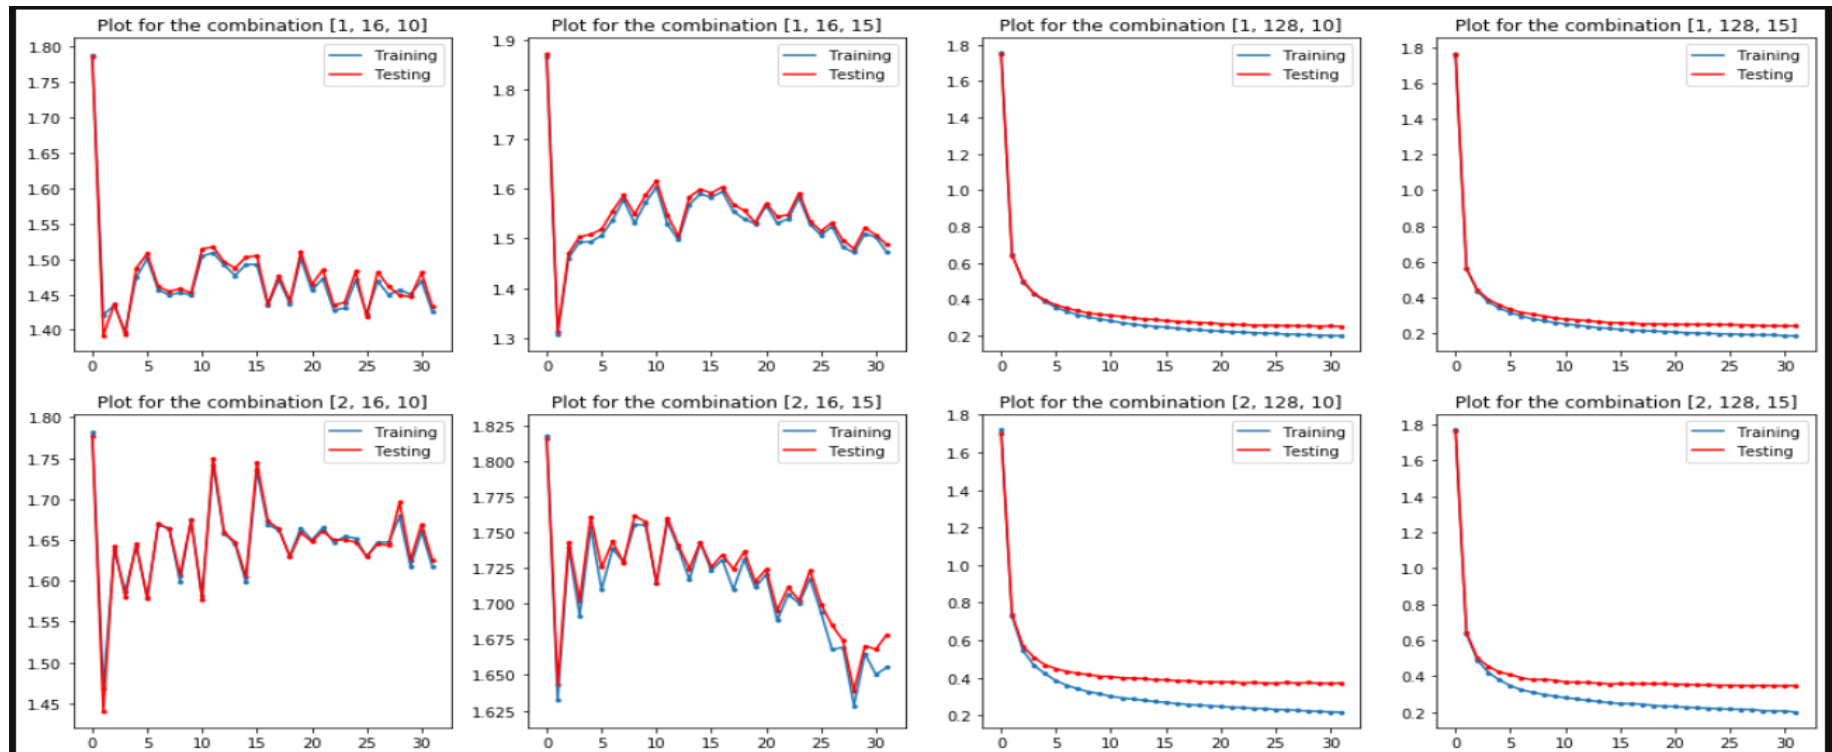 Plot for the combination [1, 16, 10]
1.80
1.75
1.70
1.65
1.60
1.55
1.50
1.45
1.40
0 5 10 15 20 25 30
Training
Testing
Plot for the combination [1, 16, 15]
1.9
1.8
1.7
1.6
1.5
1.4
1.3
0 5 10 15 20 25 30
Training
Testing
Plot for the combination [1, 128, 10]
1.8
1.6
1.4
1.2
1.0
0.8
0.6
0.4
0.2
0 5 10 15 20 25 30
Training
Testing
Plot for the combination [1, 128, 15]
1.8
1.6
1.4
1.2
1.0
0.8
0.6
0.4
0.2
0 5 10 15 20 25 30
Training
Testing
Plot for the combination [2, 16, 10]
1.80
1.75
1.70
1.65
1.60
1.55
1.50
1.45
0 5 10 15 20 25 30
Training
Testing
Plot for the combination [2, 16, 15]
1.825
1.800
1.775
1.750
1.725
1.700
1.675
1.650
1.625
0 5 10 15 20 25 30
Training
Testing
Plot for the combination [2, 128, 10]
1.8
1.6
1.4
1.2
1.0
0.8
0.6
0.4
0.2
0 5 10 15 20 25 30
Training
Testing
Plot for the combination [2, 128, 15]
1.8
1.6
1.4
1.2
1.0
0.8
0.6
0.4
0.2
0 5 10 15 20 25 30
Training
Testing